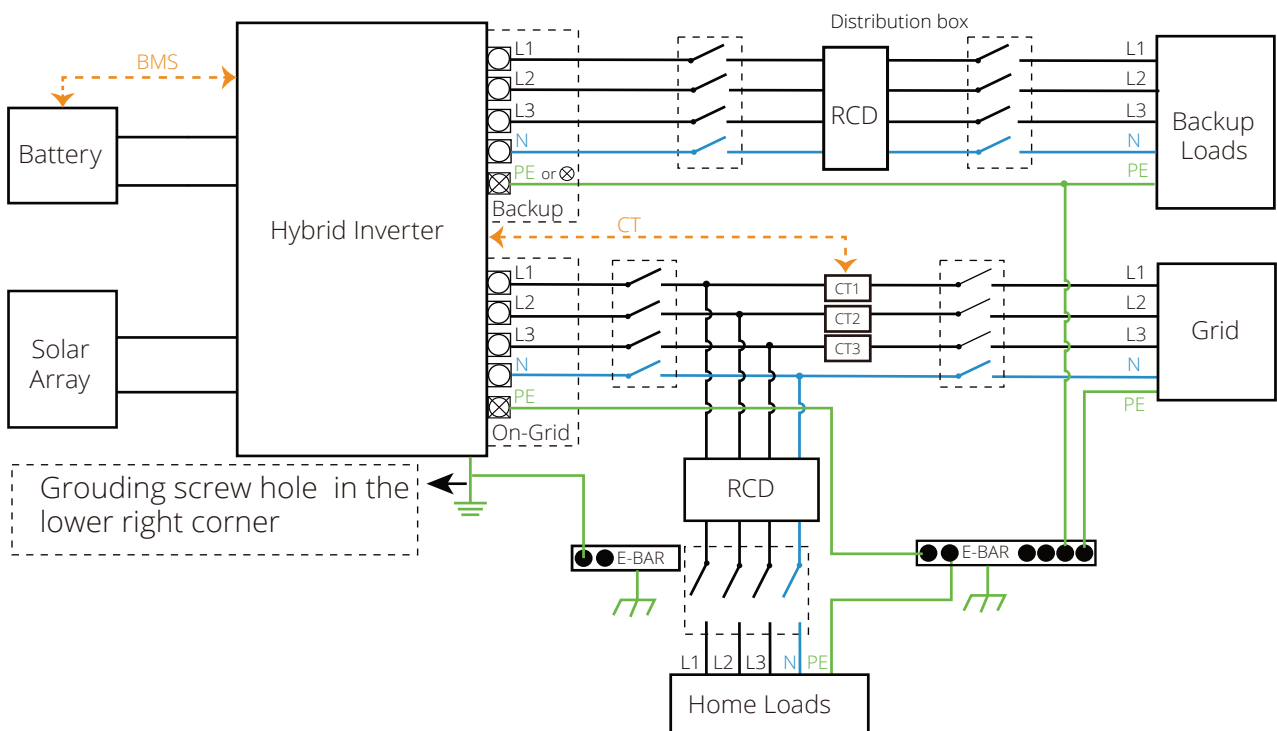 Distribution box
BMS
Battery
Solar
Array
Hybrid Inverter
L1
L2
L3
N
PE or ⊗
Backup
RCD
L1
L2
L3
N
PE
Backup
Loads
CT
L1
L2
L3
N
PE
On-Grid
CT1
CT2
CT3
L1
L2
L3
N
PE
Grid
Grouding screw hole in the
lower right corner
RCD
E-BAR
E-BAR
L1 L2 L3 N PE
Home Loads